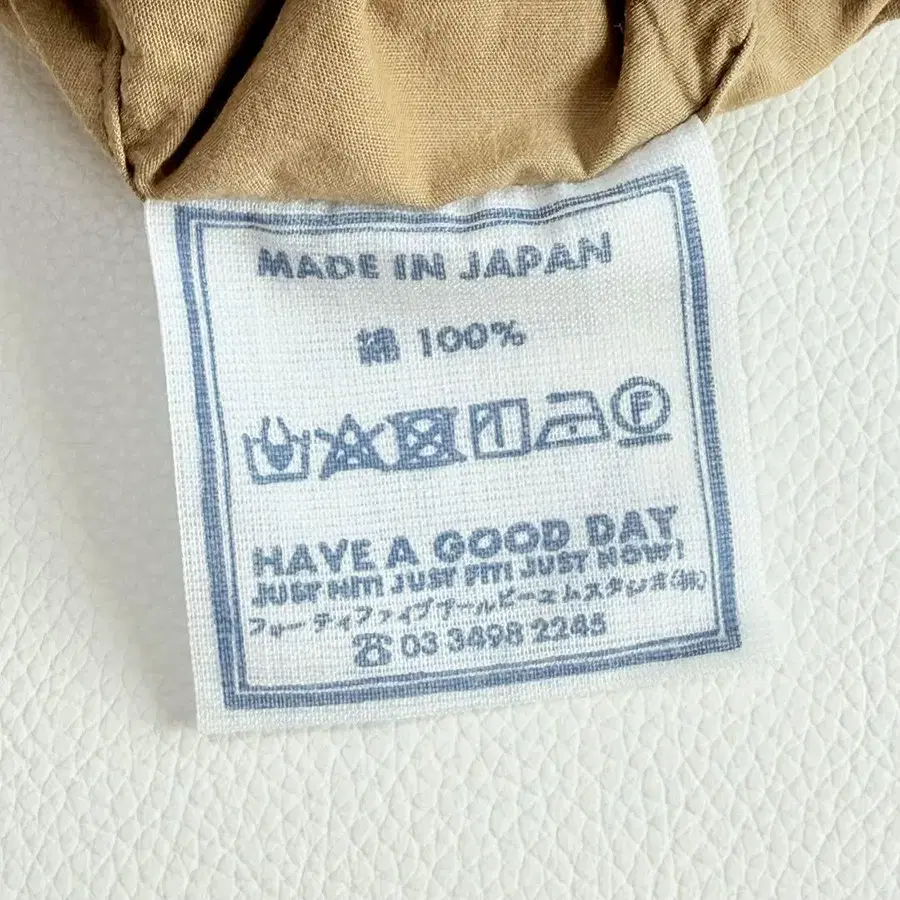 MADE IN JAPAN
綿 100%
F
HAVE A GOOD DAY
JUST HIT! JUST FIT! JUST NOW!
フォーティファイブアールピーエムスタジオ(株)
☎ 03 3498 2245